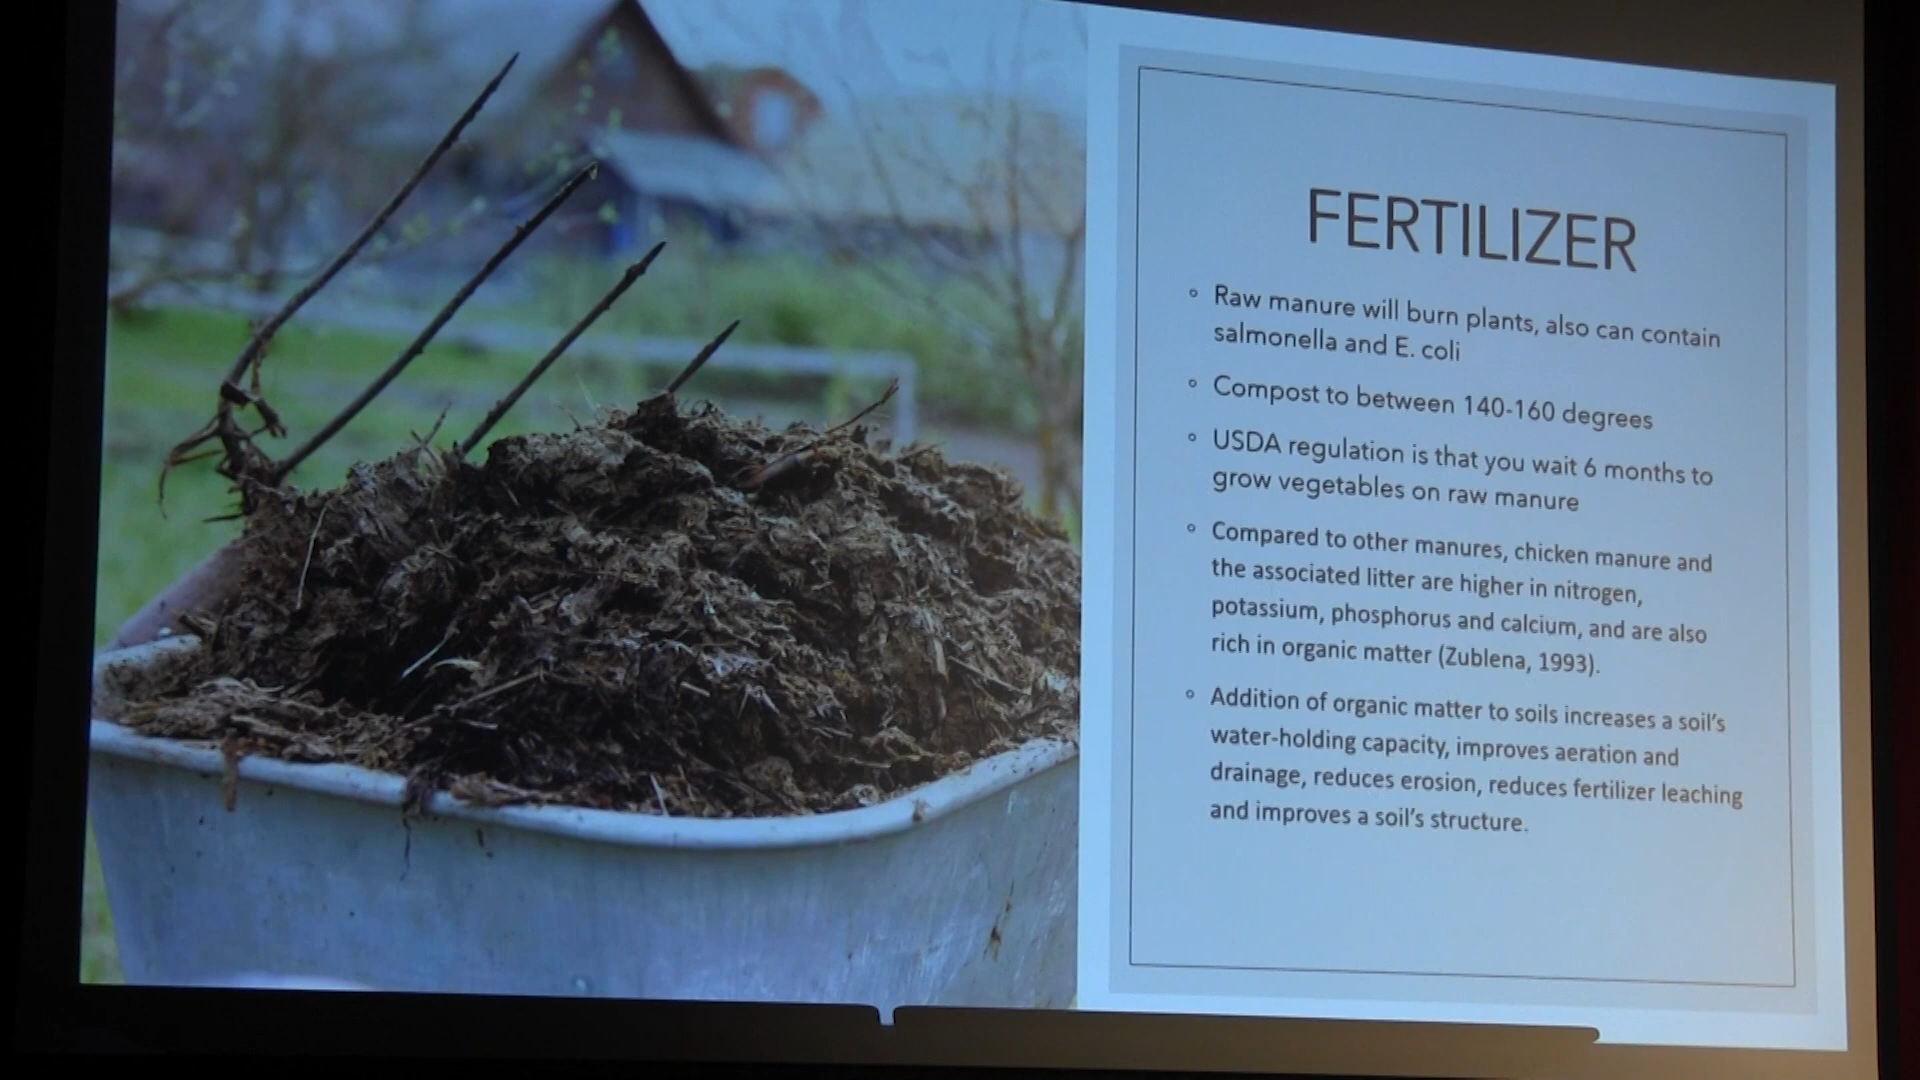 FERTILIZER
Raw manure will burn plants, also can contain
salmonella and E. coli
Compost to between 140-160 degrees
USDA regulation is that you wait 6 months to
grow vegetables on raw manure
Compared to other manures, chicken manure and
the associated litter are higher in nitrogen,
potassium, phosphorus and calcium, and are also
rich in organic matter (Zublena, 1993).
Addition of organic matter to soils increases a soil's
water-holding capacity, improves aeration and
drainage, reduces erosion, reduces fertilizer leaching
and improves a soil's structure.